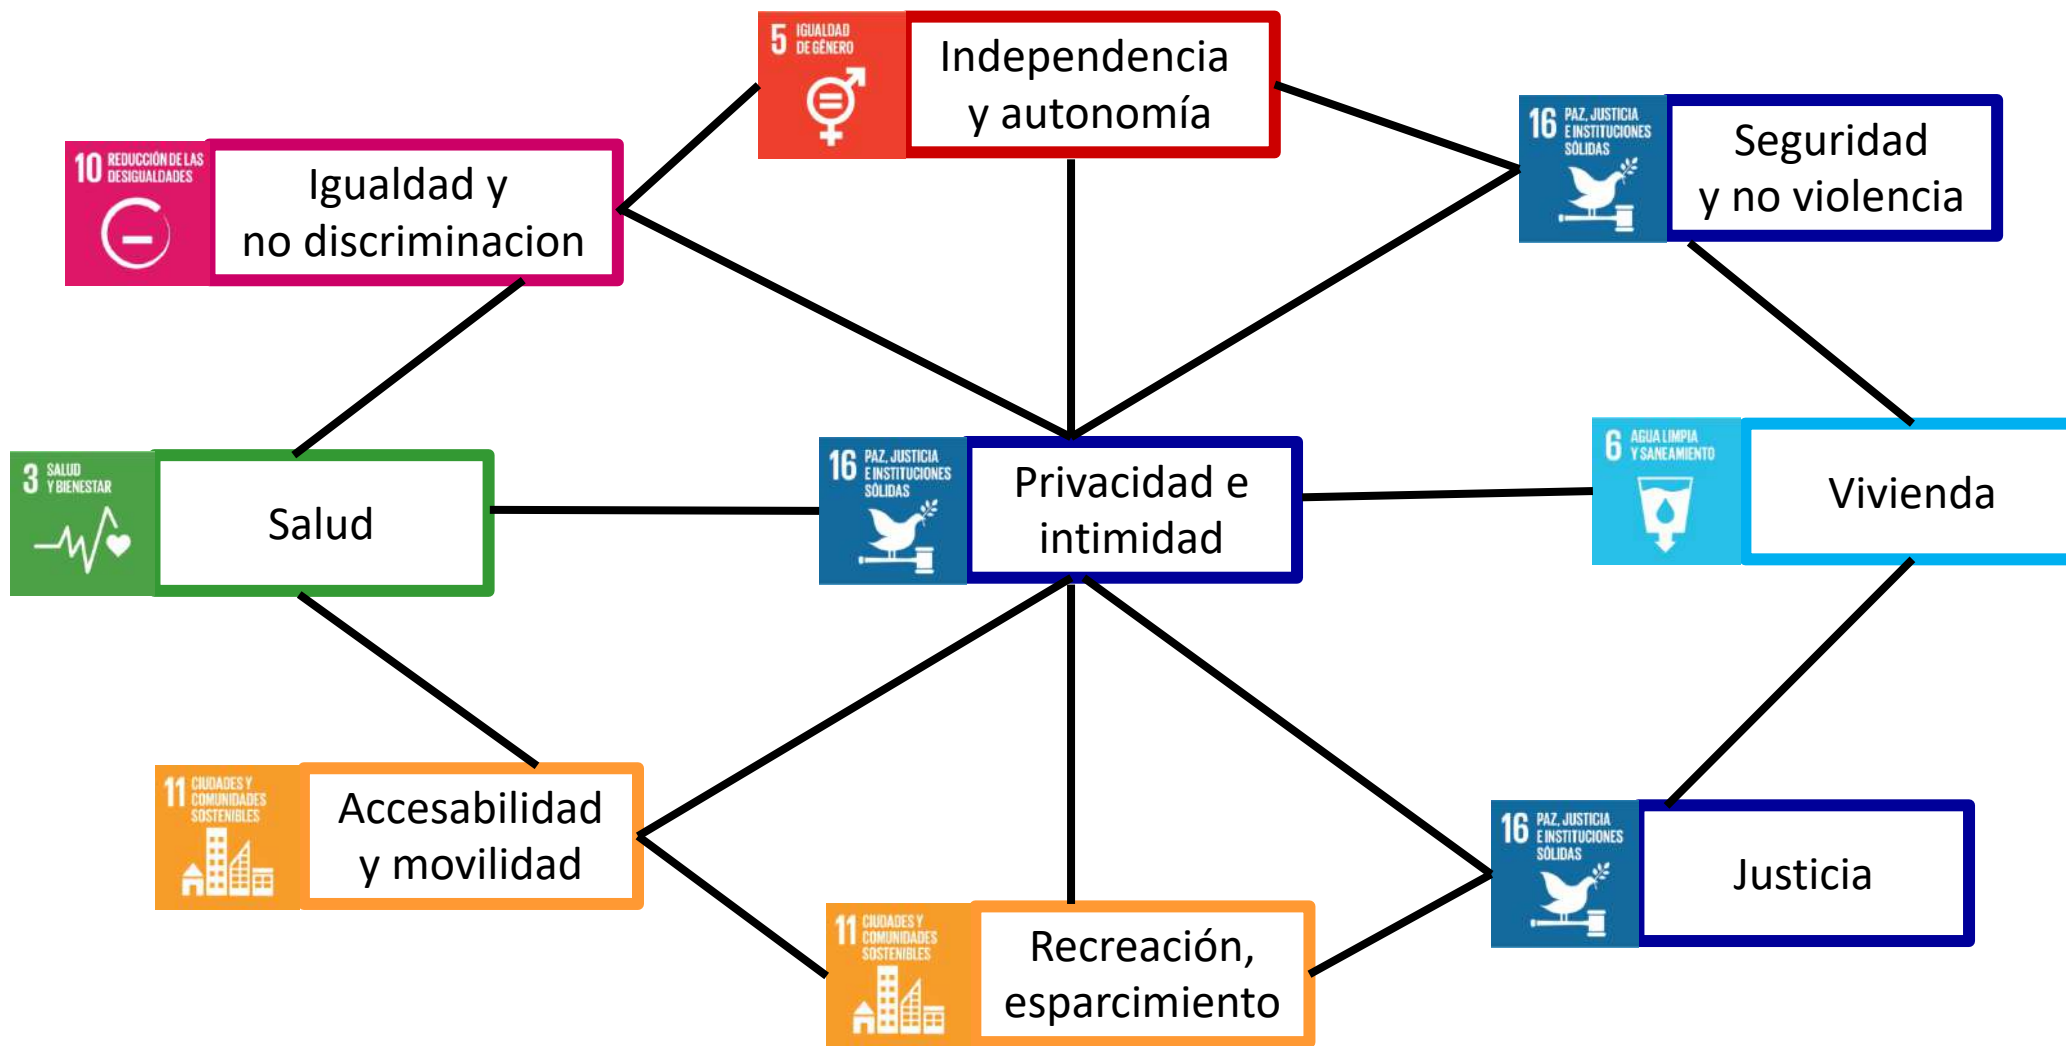 5 IGUALDAD
DE GÉNERO
Independencia
y autonomía
16 PAZ, JUSTICIA
E INSTITUCIONES
SÓLIDAS
Seguridad
y no violencia
10 REDUCCIÓN DE LAS
DESIGUALDADES
Igualdad y
no discriminacion
3 SALUD
Y BIENESTAR
Salud
16 PAZ, JUSTICIA
E INSTITUCIONES
SÓLIDAS
Privacidad e
intimidad
6 AGUA LIMPIA
Y SANEAMIENTO
Vivienda
11 CIUDADES Y
COMUNIDADES
SOSTENIBLES
Accesabilidad
y movilidad
11 CIUDADES Y
COMUNIDADES
SOSTENIBLES
Recreación,
esparcimiento
16 PAZ, JUSTICIA
E INSTITUCIONES
SÓLIDAS
Justicia